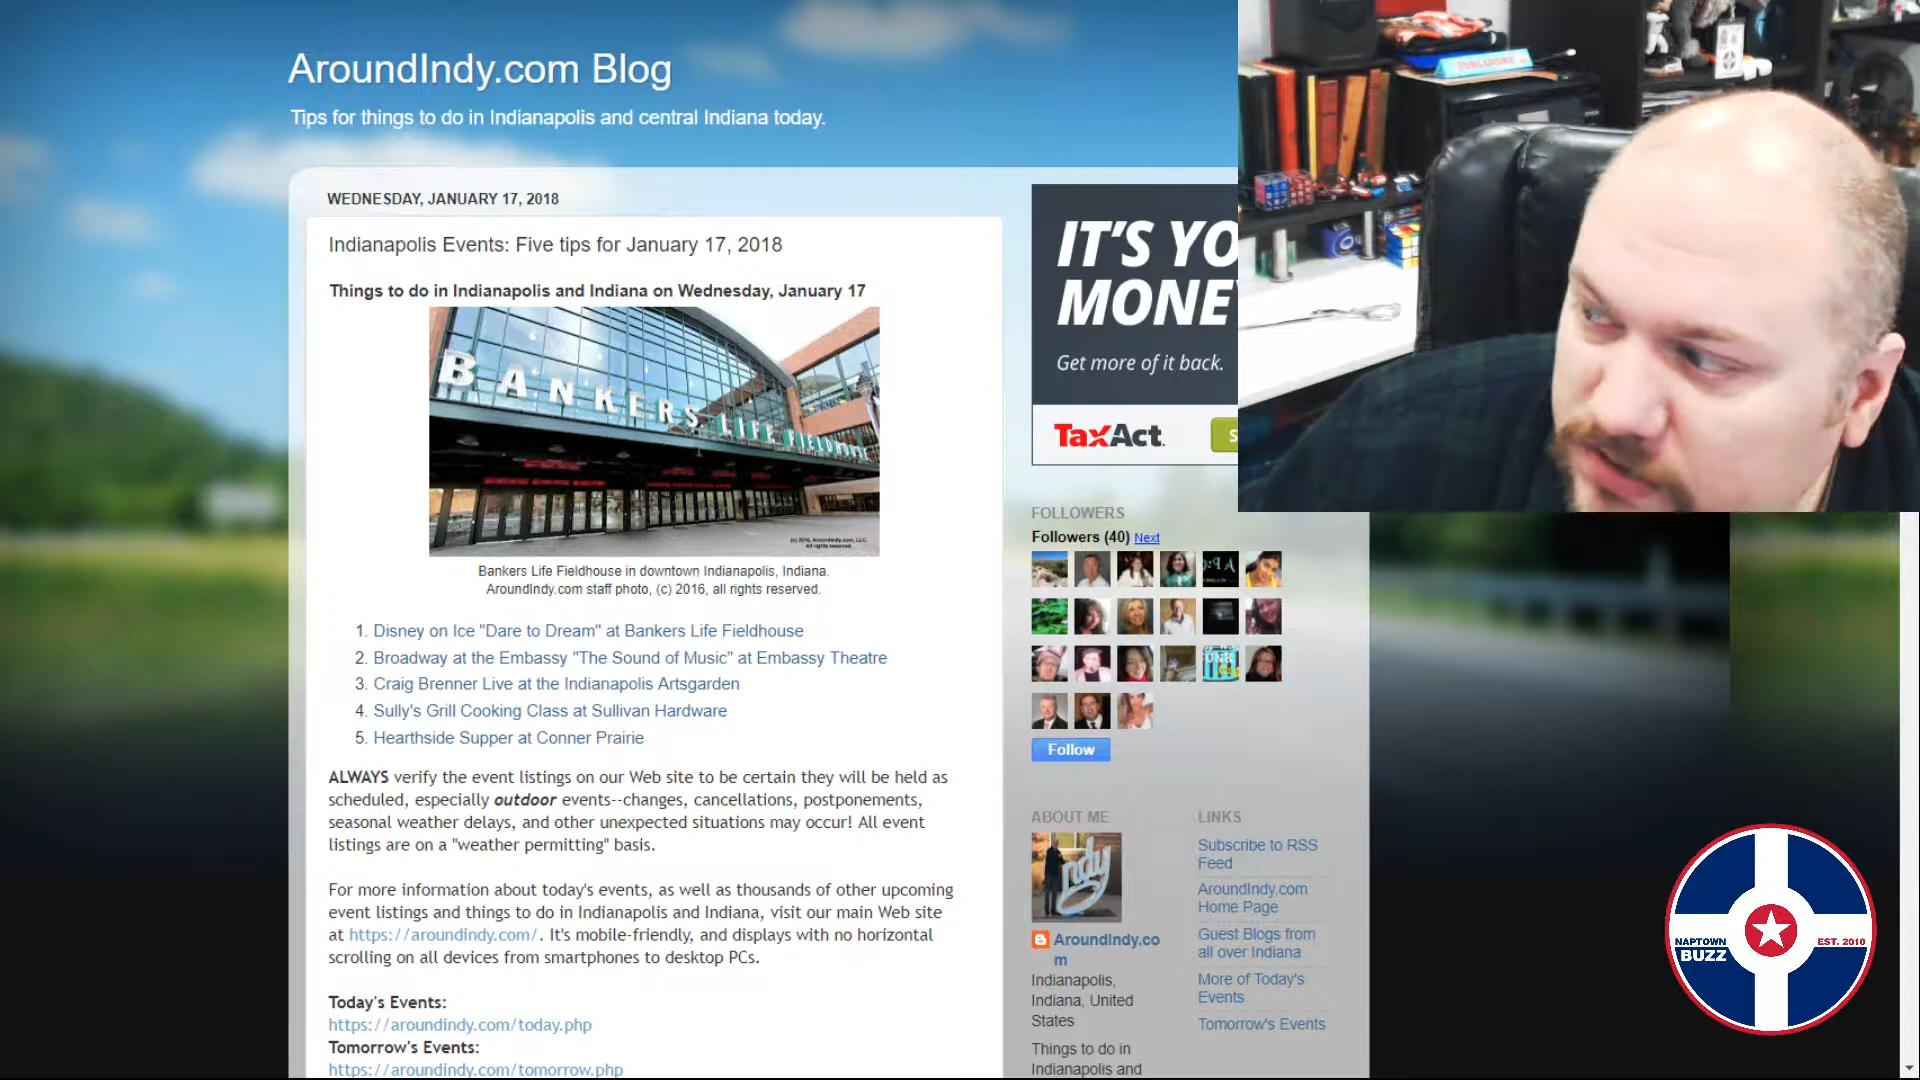 AroundIndy.com Blog
Tips for things to do in Indianapolis and central Indiana today.
WEDNESDAY, JANUARY 17, 2018
Indianapolis Events: Five tips for January 17, 2018
Things to do in Indianapolis and Indiana on Wednesday, January 17
BANKERS LIFE FIELDHOUSE
(c) 2016, AroundIndy.com, LLC.
All rights reserved.
Bankers Life Fieldhouse in downtown Indianapolis, Indiana.
AroundIndy.com staff photo, (c) 2016, all rights reserved.
1. Disney on Ice "Dare to Dream" at Bankers Life Fieldhouse
2. Broadway at the Embassy "The Sound of Music" at Embassy Theatre
3. Craig Brenner Live at the Indianapolis Artsgarden
4. Sully's Grill Cooking Class at Sullivan Hardware
5. Hearthside Supper at Conner Prairie
ALWAYS verify the event listings on our Web site to be certain they will be held as
scheduled, especially outdoor events--changes, cancellations, postponements,
seasonal weather delays, and other unexpected situations may occur! All event
listings are on a "weather permitting" basis.
For more information about today's events, as well as thousands of other upcoming
event listings and things to do in Indianapolis and Indiana, visit our main Web site
at https://aroundindy.com/. It's mobile-friendly, and displays with no horizontal
scrolling on all devices from smartphones to desktop PCs.
Today's Events:
https://aroundindy.com/today.php
Tomorrow's Events:
https://aroundindy.com/tomorrow.php
IT'S YO
MONE
Get more of it back.
TaxAct.
S
FOLLOWERS
Followers (40) Next
Follow
ABOUT ME
ndy
AroundIndy.co
m
Indianapolis,
Indiana, United
States
Things to do in
Indianapolis and
LINKS
Subscribe to RSS
Feed
AroundIndy.com
Home Page
Guest Blogs from
all over Indiana
More of Today's
Events
Tomorrow's Events
NAPTOWN
BUZZ
EST. 2010